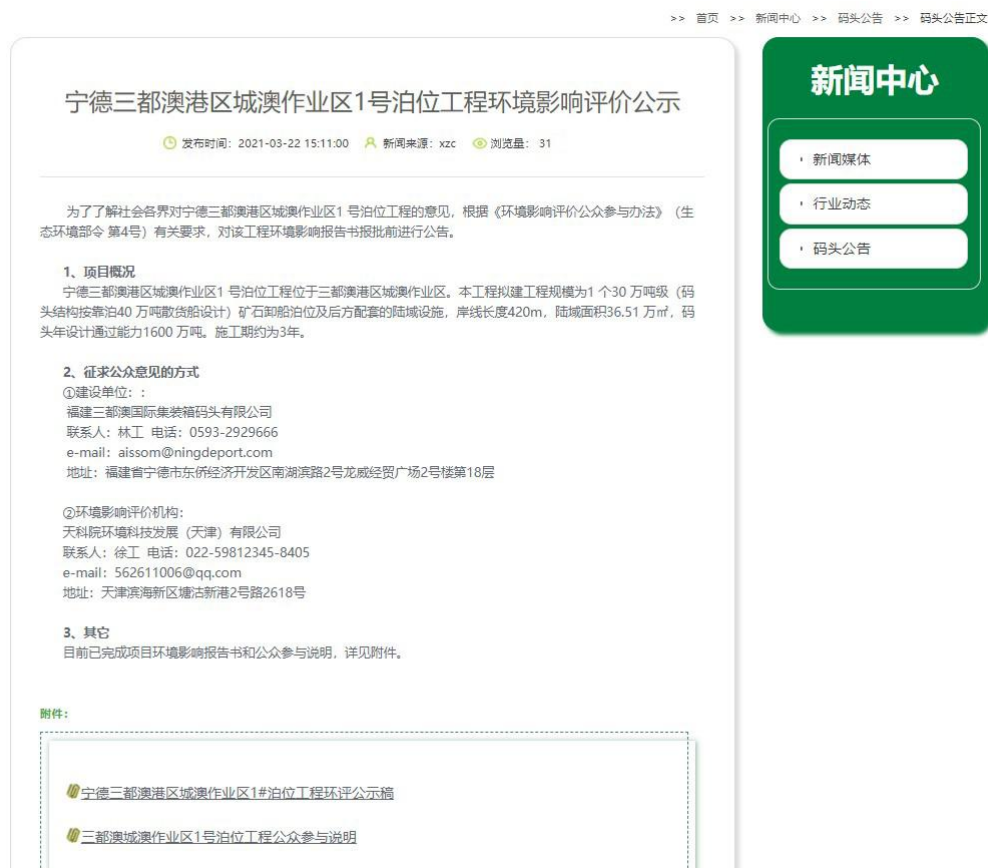 >> 首页 >> 新闻中心 >> 码头公告 >> 码头公告正文
宁德三都澳港区城澳作业区1号泊位工程环境影响评价公示
发布时间：2021-03-22 15:11:00 新闻来源：xzc 浏览量： 31
为了了解社会各界对宁德三都澳港区城澳作业区1 号泊位工程的意见，根据《环境影响评价公众参与办法》（生
态环境部令 第4号）有关要求，对该工程环境影响报告书报批前进行公告。
1、项目概况
宁德三都澳港区城澳作业区1 号泊位工程位于三都澳港区城澳作业区。本工程拟建工程规模为1 个30 万吨级（码
头结构按靠泊40 万吨散货船设计）矿石卸船泊位及后方配套的陆域设施，岸线长度420m，陆域面积36.51 万㎡，码
头年设计通过能力1600 万吨。施工期约为3年。
2、征求公众意见的方式
①建设单位：:
福建三都澳国际集装箱码头有限公司
联系人：林工 电话：0593-2929666
e-mail：aissom@ningdeport.com
地址：福建省宁德市东侨经济开发区南湖滨路2号龙威经贸广场2号楼第18层
②环境影响评价机构：
天科院环境科技发展（天津）有限公司
联系人：徐工 电话：022-59812345-8405
e-mail：562611006@qq.com
地址：天津滨海新区塘沽新港2号路2618号
3、其它
目前已完成项目环境影响报告书和公众参与说明，详见附件。
附件：
宁德三都澳港区城澳作业区1#泊位工程环评公示稿
三都澳城澳作业区1号泊位工程公众参与说明
新闻中心
· 新闻媒体
· 行业动态
· 码头公告